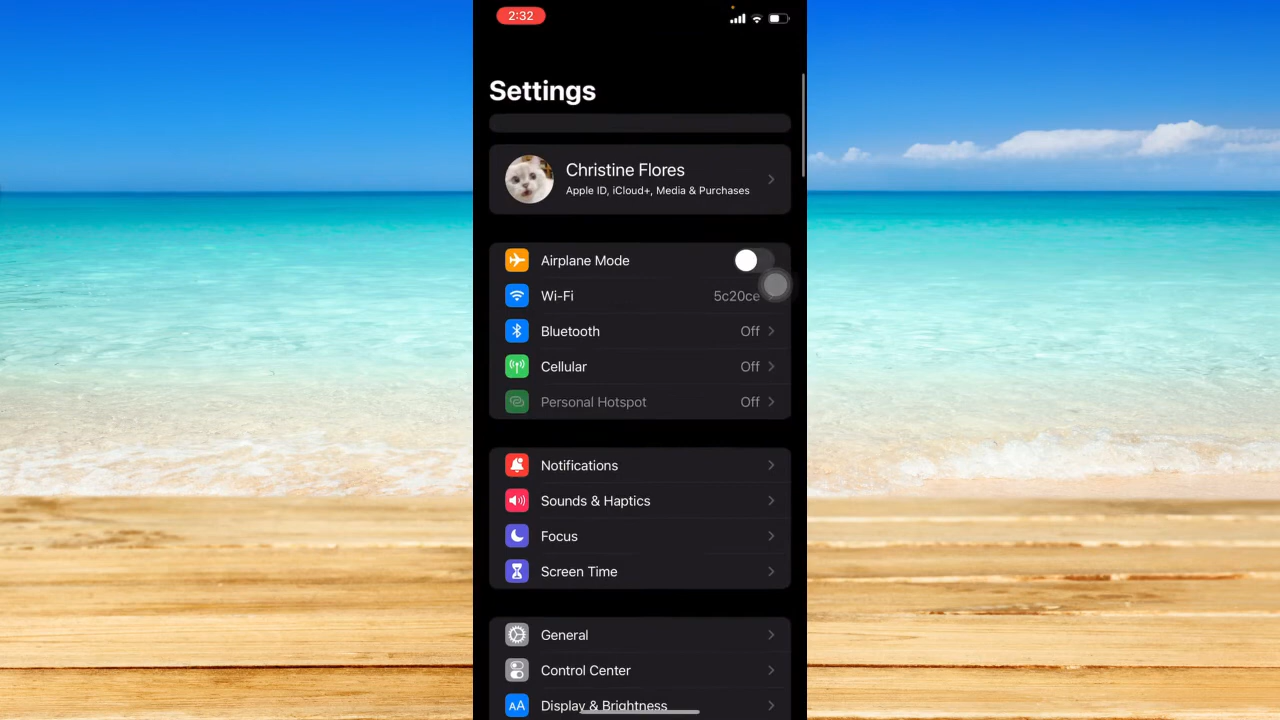 2:32
Settings
Christine Flores
Apple ID, iCloud+, Media & Purchases
Airplane Mode
Wi-Fi 5c20ce
Bluetooth Off
Cellular Off
Personal Hotspot Off
Notifications
Sounds & Haptics
Focus
Screen Time
General
Control Center
AA Display & Brightness